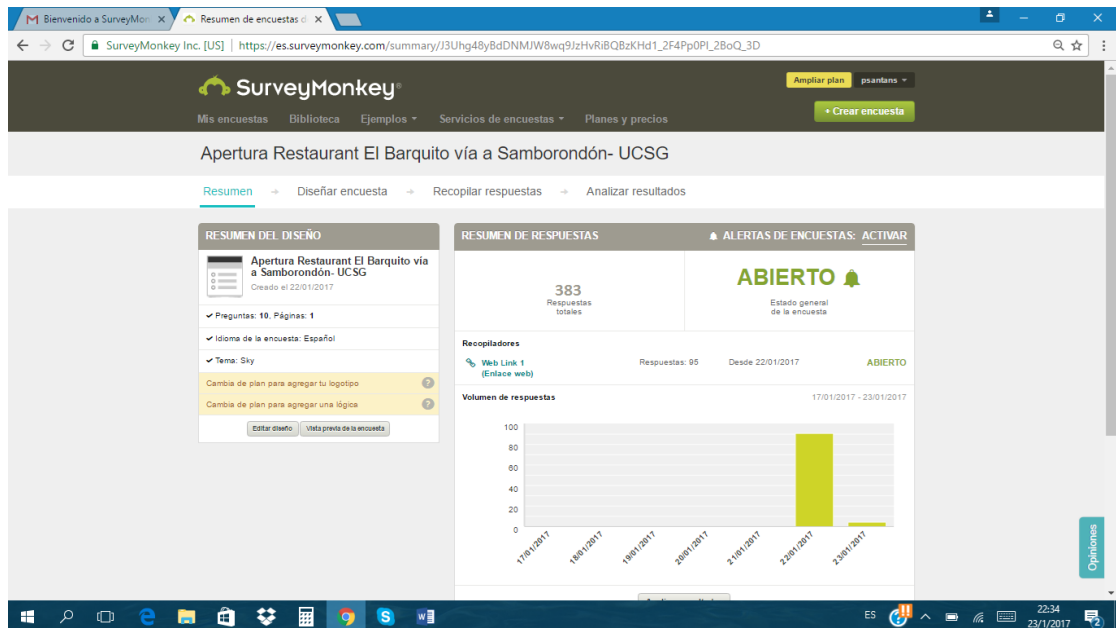 Bienvenido a SurveyMon
Resumen de encuestas d
SurveyMonkey Inc. [US] | https://es.surveymonkey.com/summary/J3Uhg48yBdDNMJW8wq9JzHvRiBQBzKHd1_2F4Pp0PI_2BoQ_3D
SurveyMonkey®
Ampliar plan
psantans
Mis encuestas Biblioteca Ejemplos Servicios de encuestas Planes y precios
+ Crear encuesta
Apertura Restaurant El Barquito vía a Samborondón- UCSG
Resumen → Diseñar encuesta → Recopilar respuestas → Analizar resultados
RESUMEN DEL DISEÑO
Apertura Restaurant El Barquito vía
a Samborondón- UCSG
Creado el 22/01/2017
Preguntas: 10, Páginas: 1
Idioma de la encuesta: Español
Tema: Sky
Cambia de plan para agregar tu logotipo ?
Cambia de plan para agregar una lógica ?
Editar diseño Vista previa de la encuesta
RESUMEN DE RESPUESTAS
ALERTAS DE ENCUESTAS: ACTIVAR
383
Respuestas
totales
ABIERTO
Estado general
de la encuesta
Recopiladores
Web Link 1
(Enlace web)
Respuestas: 95
Desde 22/01/2017
ABIERTO
Volumen de respuestas
17/01/2017 - 23/01/2017
100
80
60
40
20
0
17/01/2017
18/01/2017
19/01/2017
20/01/2017
21/01/2017
22/01/2017
23/01/2017
Opiniones
ES
22:34
23/1/2017